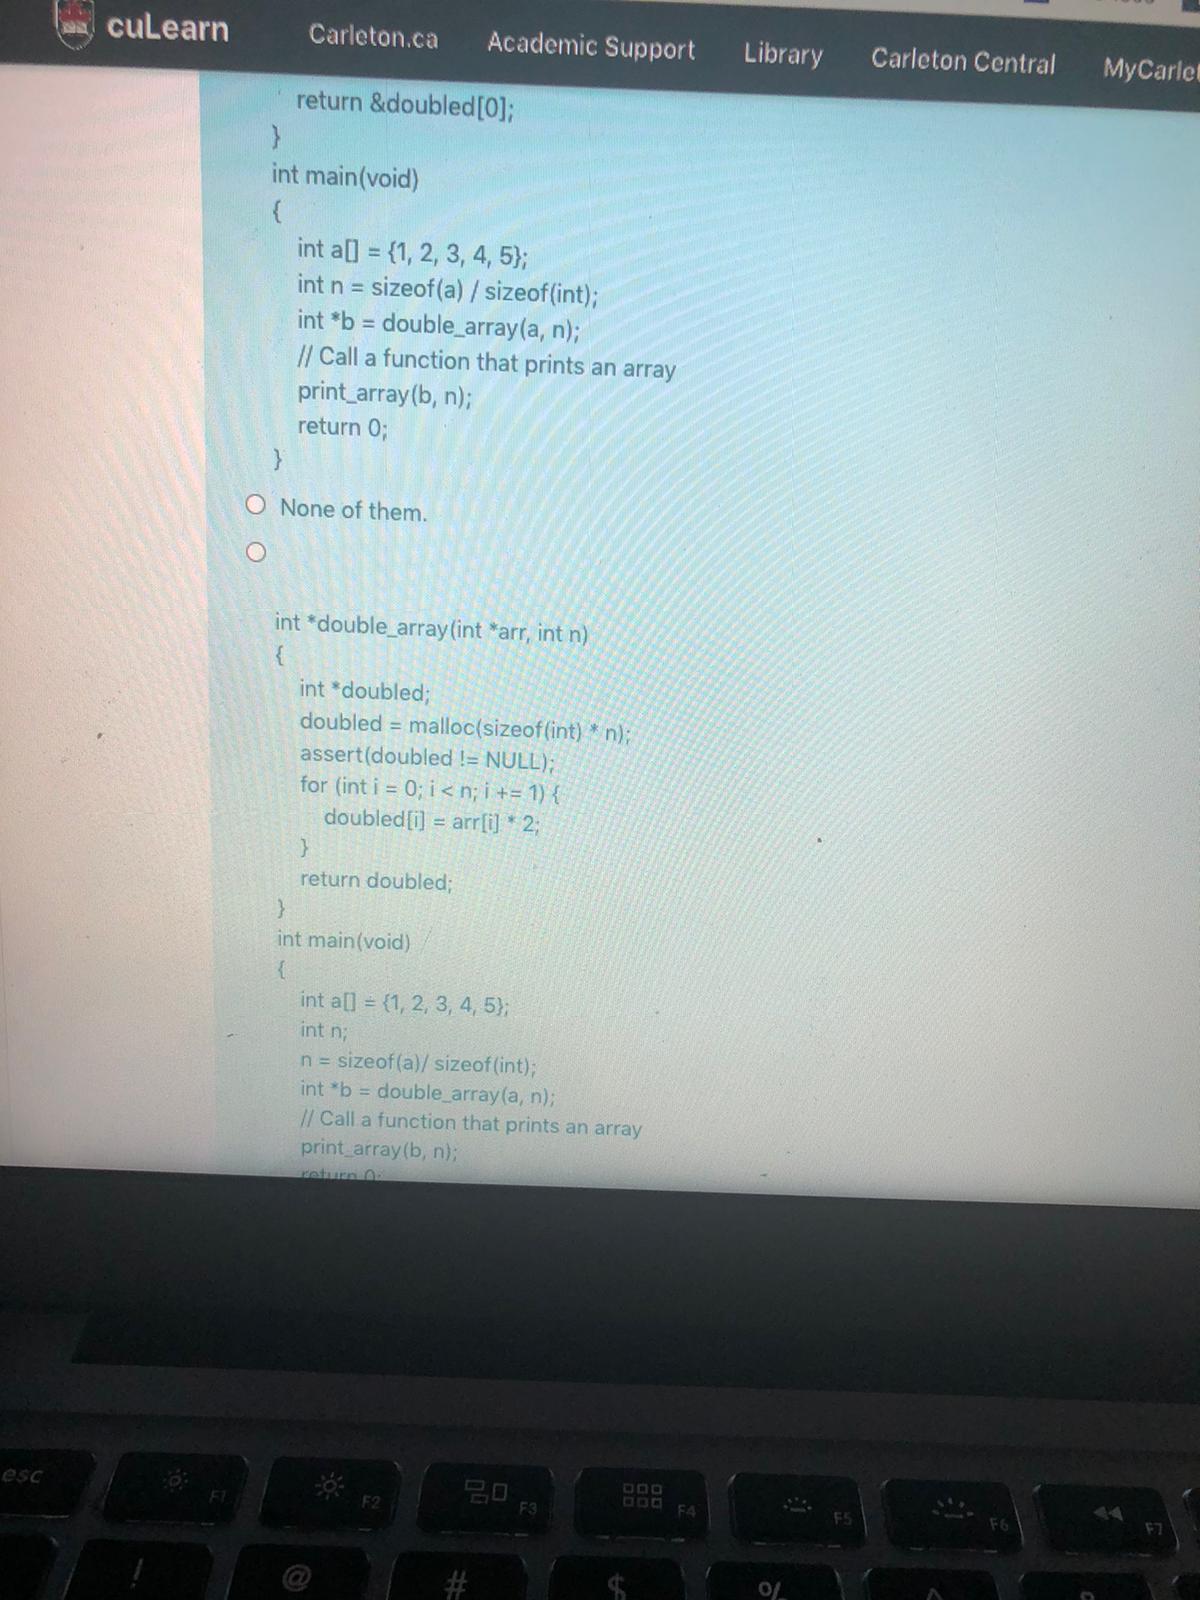 cuLearn Carleton.ca Academic Support Library Carleton Central MyCarlet
return &doubled[0];
}
int main(void)
{
int a[] = {1, 2, 3, 4, 5};
int n = sizeof(a) / sizeof(int);
int *b = double_array(a, n);
// Call a function that prints an array
print_array(b, n);
return 0;
}
None of them.
int *double_array(int *arr, int n)
{
int *doubled;
doubled = malloc(sizeof(int) * n);
assert(doubled != NULL);
for (int i = 0; i < n; i += 1) {
doubled[i] = arr[i] * 2;
}
return doubled;
}
int main(void)
{
int a[] = {1, 2, 3, 4, 5};
int n;
n = sizeof(a)/ sizeof(int);
int *b = double_array(a, n);
// Call a function that prints an array
print_array(b, n);
return 0;
esc F1 F2 F3 F4 F5 F6 F7
! @ # $ %